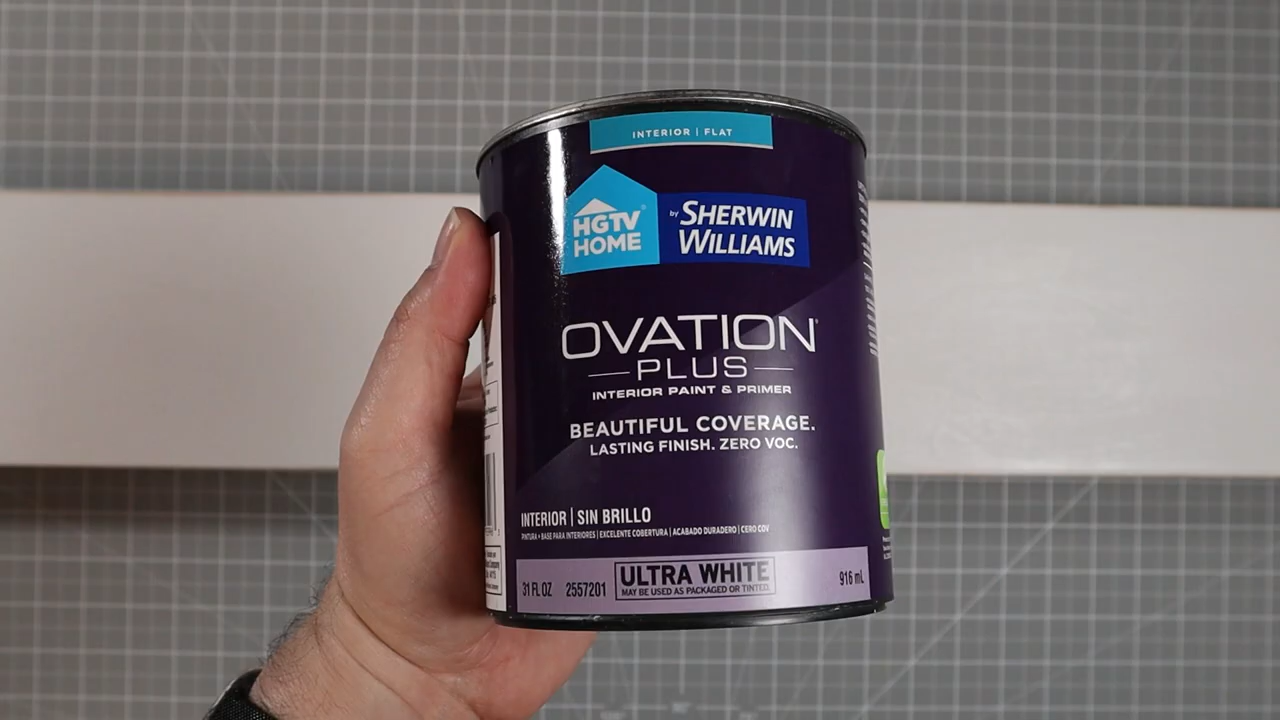 INTERIOR | FLAT
HGTV
HOME
by SHERWIN
WILLIAMS
OVATION®
PLUS
INTERIOR PAINT & PRIMER
BEAUTIFUL COVERAGE.
LASTING FINISH. ZERO VOC.
INTERIOR | SIN BRILLO
PINTURA + BASE PARA INTERIORES | EXCELENTE COBERTURA | ACABADO DURADERO | CERO COV
31 FL OZ 2557201 ULTRA WHITE 916 mL
MAY BE USED AS PACKAGED OR TINTED.